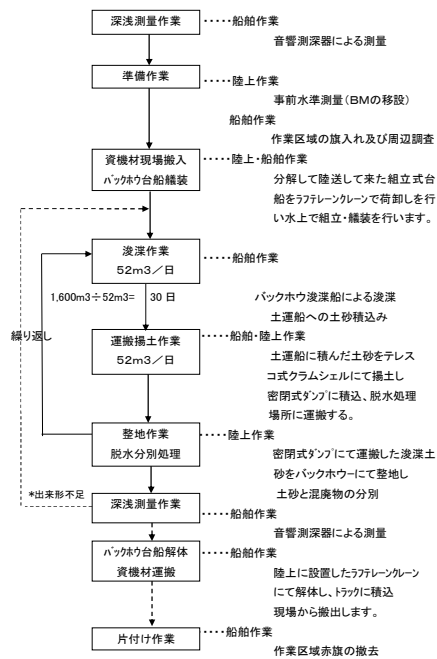 深浅測量作業
・・・・・船舶作業
音響測深器による測量
準備作業
・・・・・陸上作業
事前水準測量(BMの移設)
船舶作業
作業区域の旗入れ及び周辺調査
資機材現場搬入
バックホウ台船艤装
・・・・・陸上・船舶作業
分解して陸送して来た組立式台
船をラフテレーンクレーンで荷卸しを行
い水上で組立・艤装を行います。
浚渫作業
52m3/日
・・・・・船舶作業
1,600m3÷52m3= 30 日
バックホウ浚渫船による浚渫
土運船への土砂積込み
繰り返し
運搬揚土作業
52m3/日
・・・・・船舶・陸上作業
土運船に積んだ土砂をテレス
コ式クラムシェルにて揚土し
密閉式ダンプに積込、脱水処理
場所に運搬する。
整地作業
脱水分別処理
・・・・・陸上作業
密閉式ダンプにて運搬した浚渫土
砂をバックホウーにて整地し
土砂と混廃物の分別
*出来形不足
深浅測量作業
・・・・・船舶作業
音響測深器による測量
バックホウ台船解体
資機材運搬
・・・・・船舶作業
陸上に設置したラフテレーンクレーン
にて解体し、トラックに積込
現場から搬出します。
片付け作業
・・・・・船舶作業
作業区域赤旗の撤去